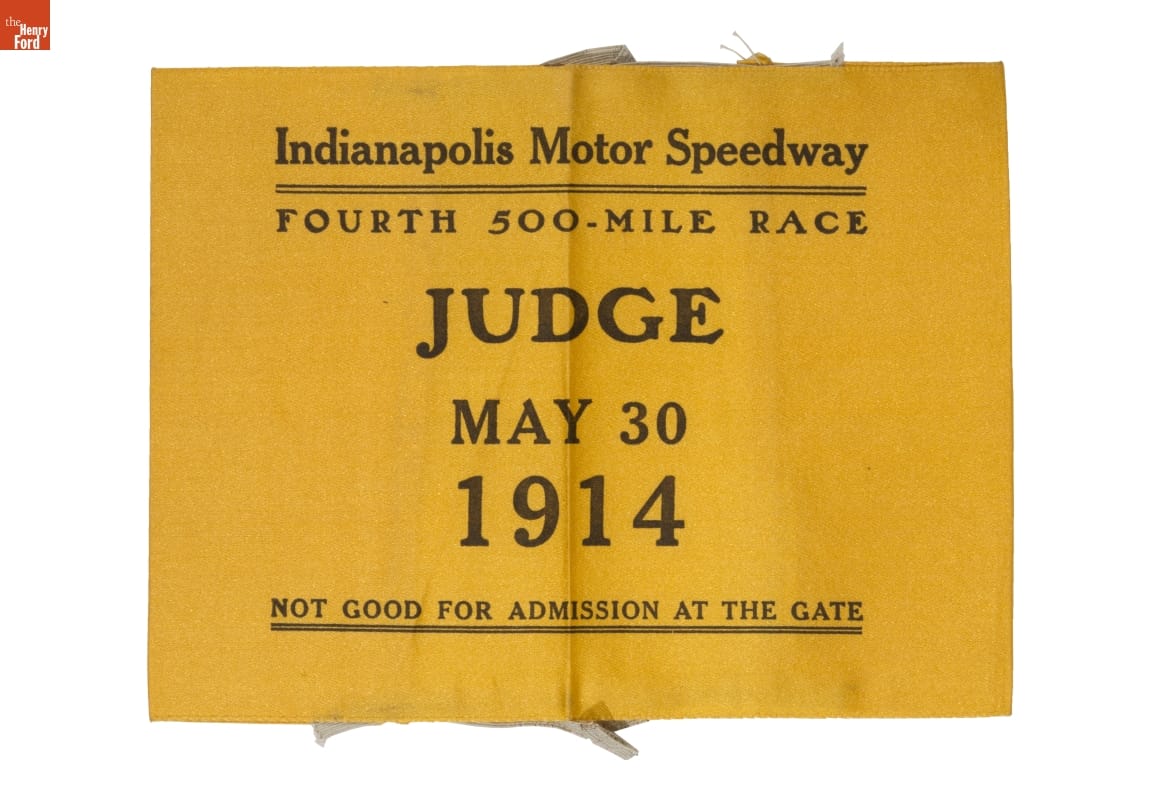 the
Henry
Ford
Indianapolis Motor Speedway
FOURTH 500-MILE RACE
JUDGE
MAY 30
1914
NOT GOOD FOR ADMISSION AT THE GATE